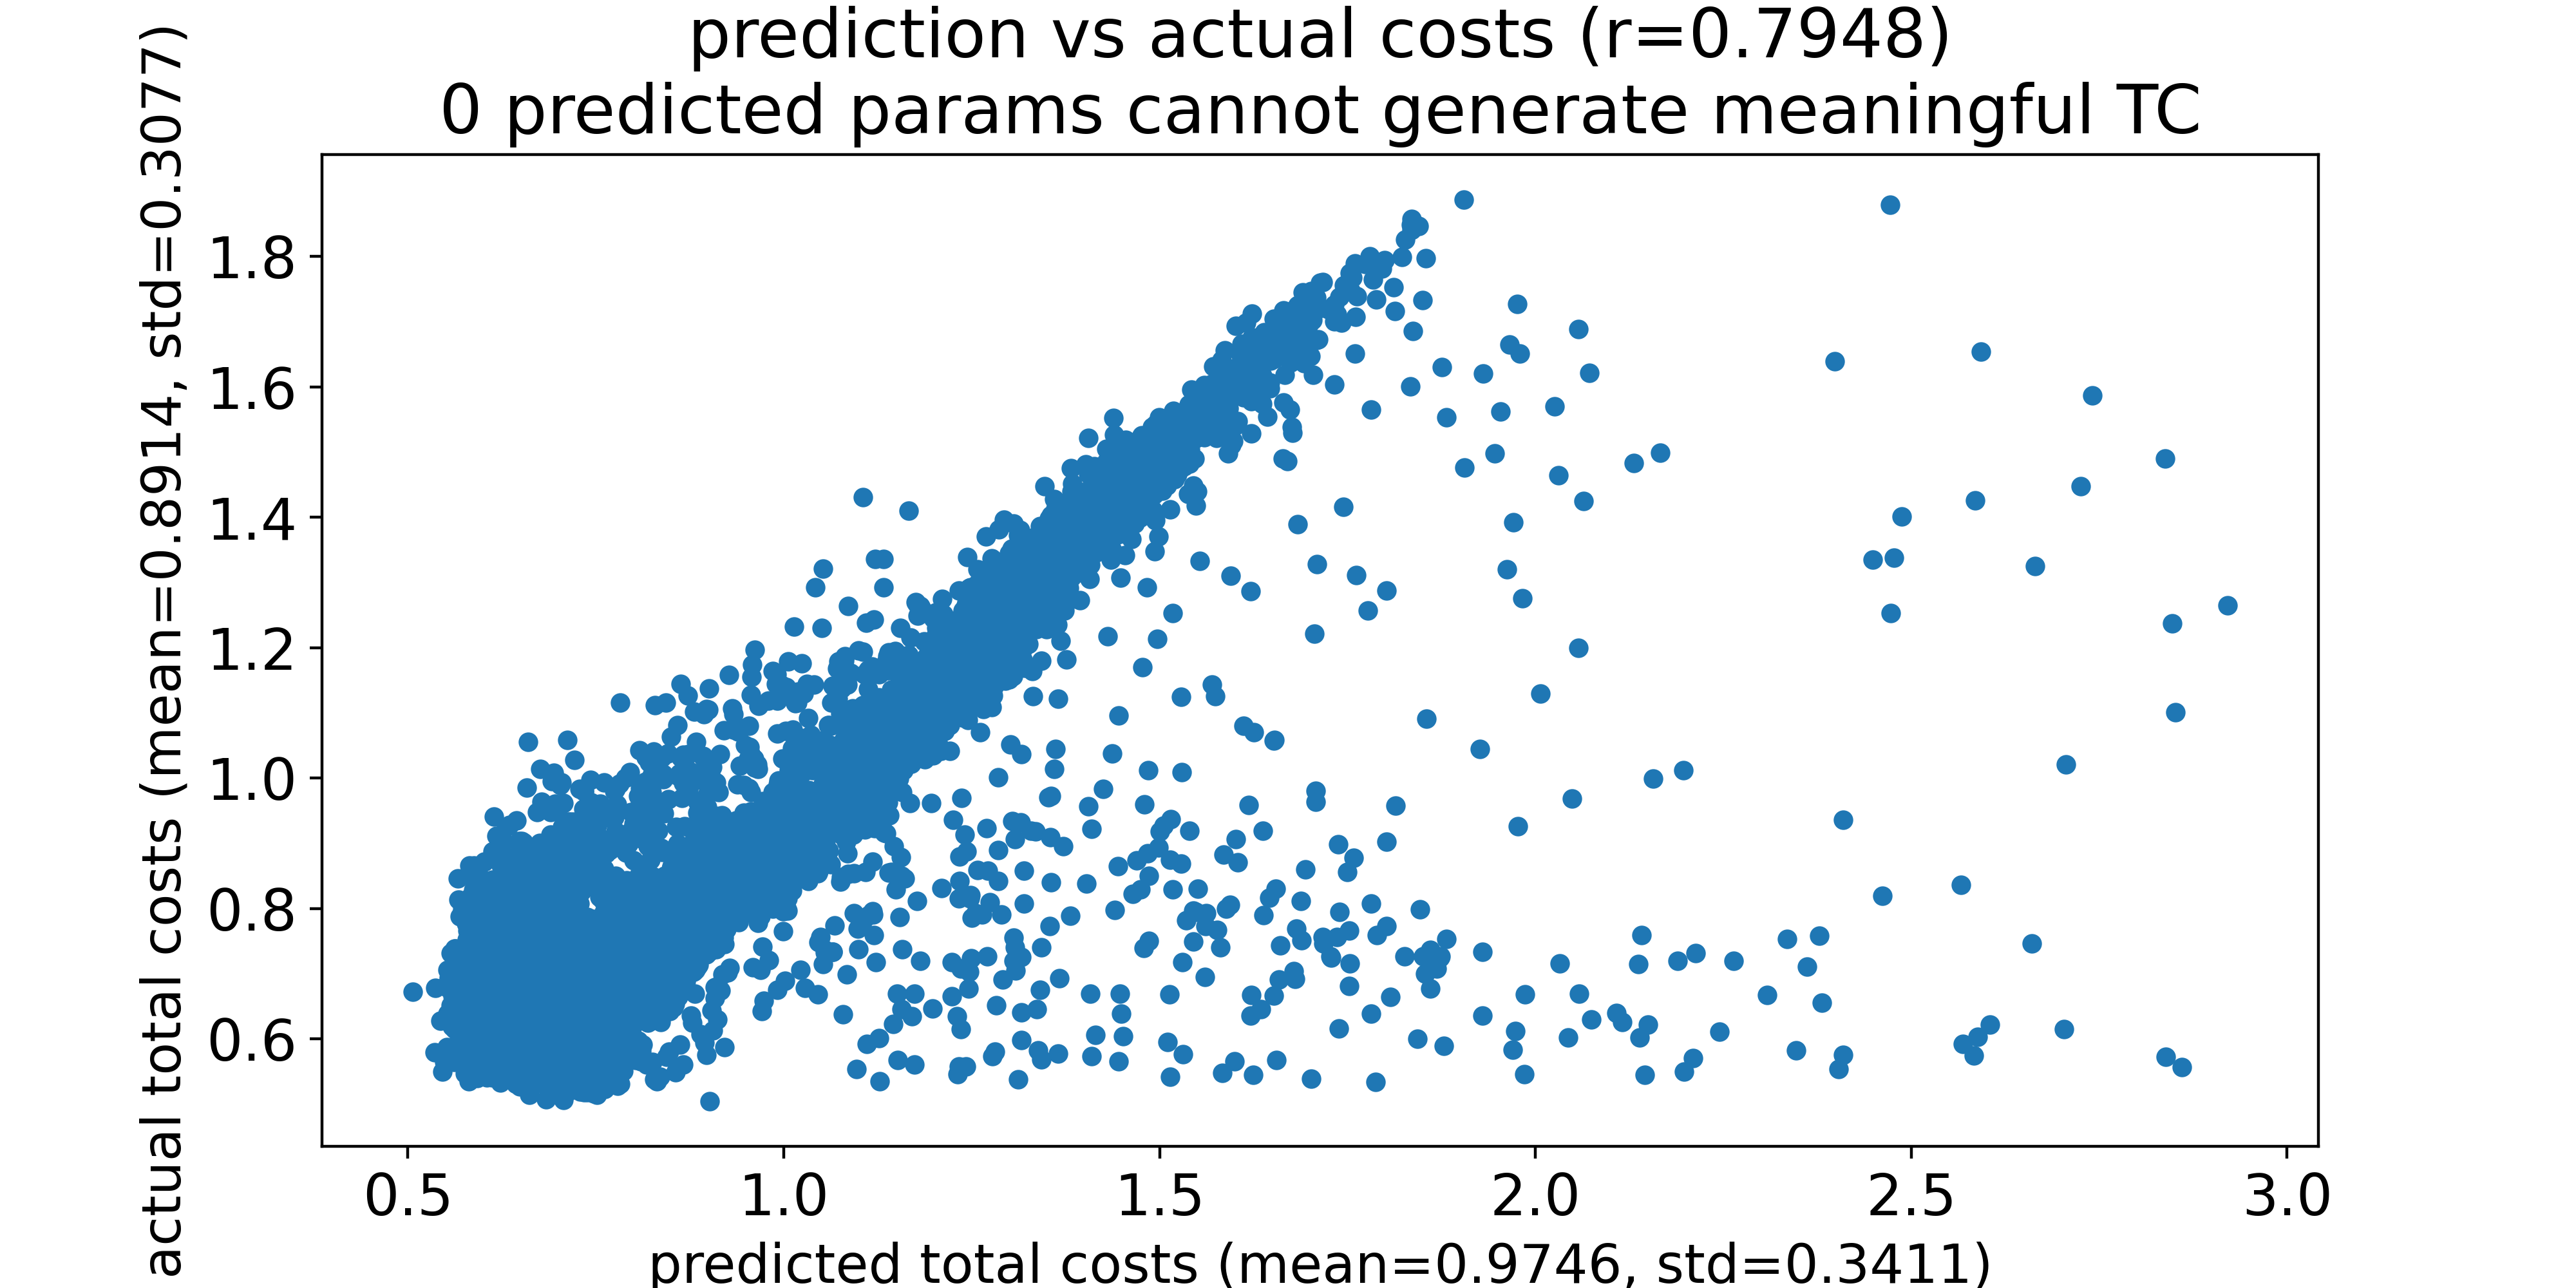 prediction vs actual costs (r=0.7948)
0 predicted params cannot generate meaningful TC
actual total costs (mean=0.8914, std=0.3077)
1.8
1.6
1.4
1.2
1.0
0.8
0.6
0.5 1.0 1.5 2.0 2.5 3.0
predicted total costs (mean=0.9746, std=0.3411)